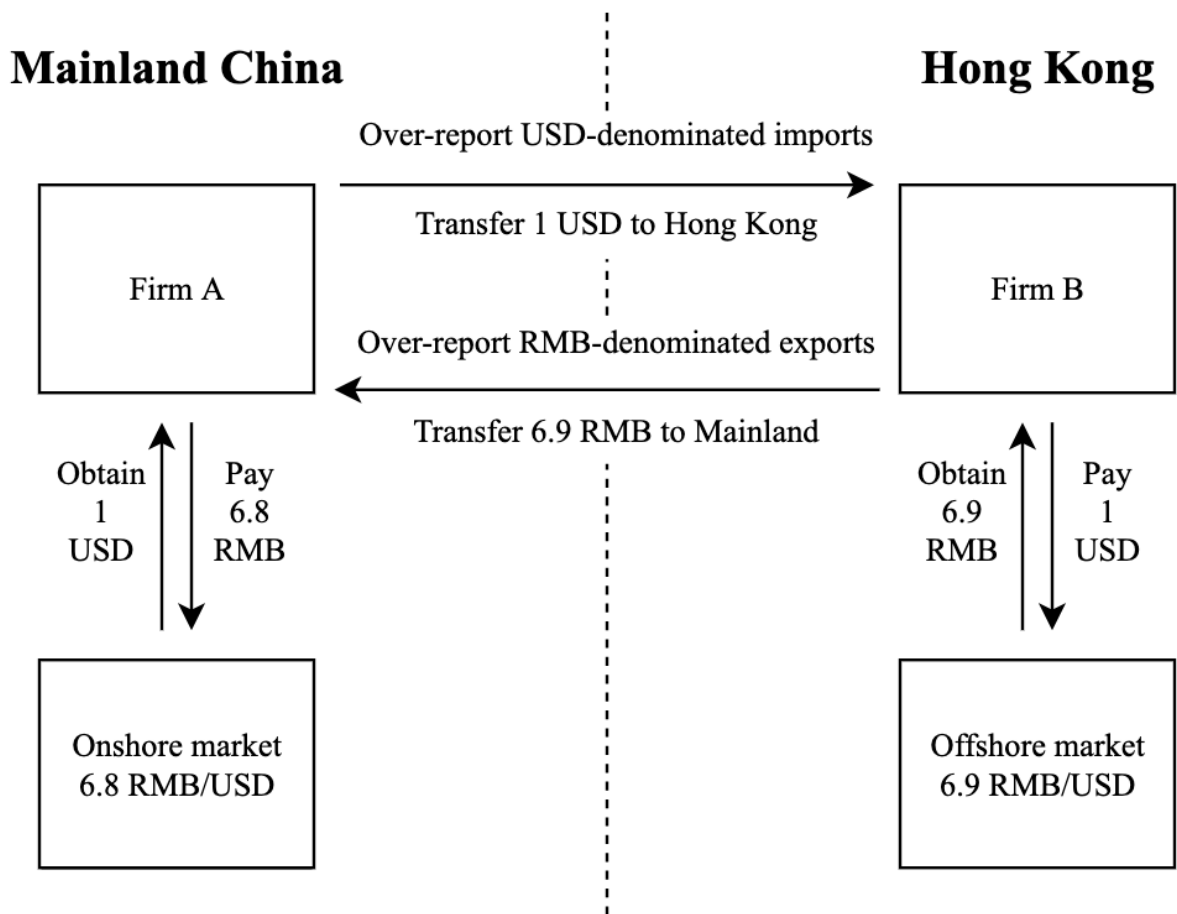 Mainland China
Hong Kong
Over-report USD-denominated imports
Transfer 1 USD to Hong Kong
Firm A
Firm B
Over-report RMB-denominated exports
Transfer 6.9 RMB to Mainland
Obtain
1
USD
Pay
6.8
RMB
Obtain
6.9
RMB
Pay
1
USD
Onshore market
6.8 RMB/USD
Offshore market
6.9 RMB/USD